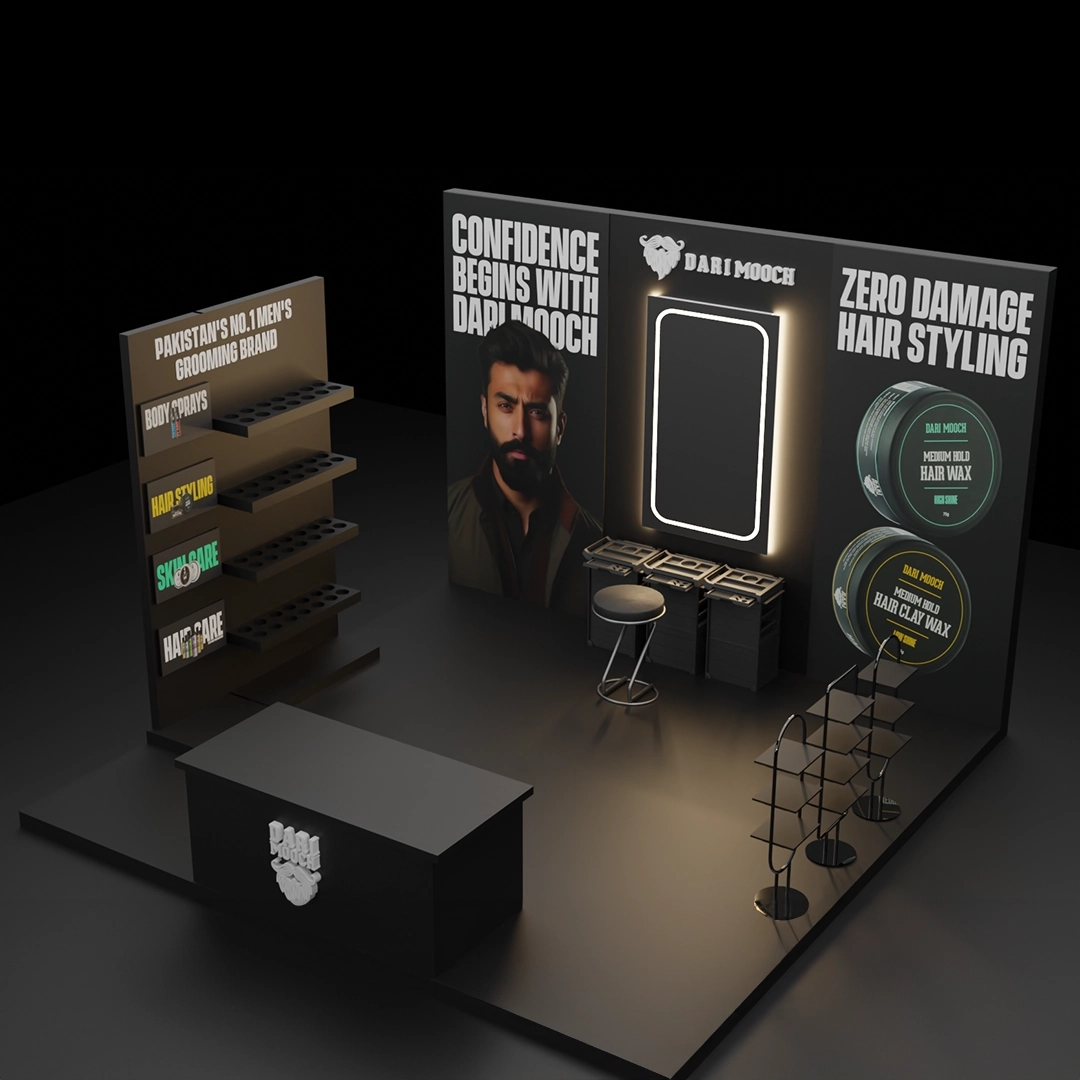 PAKISTAN'S NO.1 MEN'S
GROOMING BRAND
BODY SPRAYS
HAIR STYLING
SKIN CARE
HAIR CARE
CONFIDENCE
BEGINS WITH
DARI MOOCH
DARI MOOCH
ZERO DAMAGE
HAIR STYLING
DARI MOOCH
MEDIUM HOLD
HAIR WAX
HIGH SHINE
DARI MOOCH
MEDIUM HOLD
HAIR CLAY WAX
SHINE
DARI
MOOCH